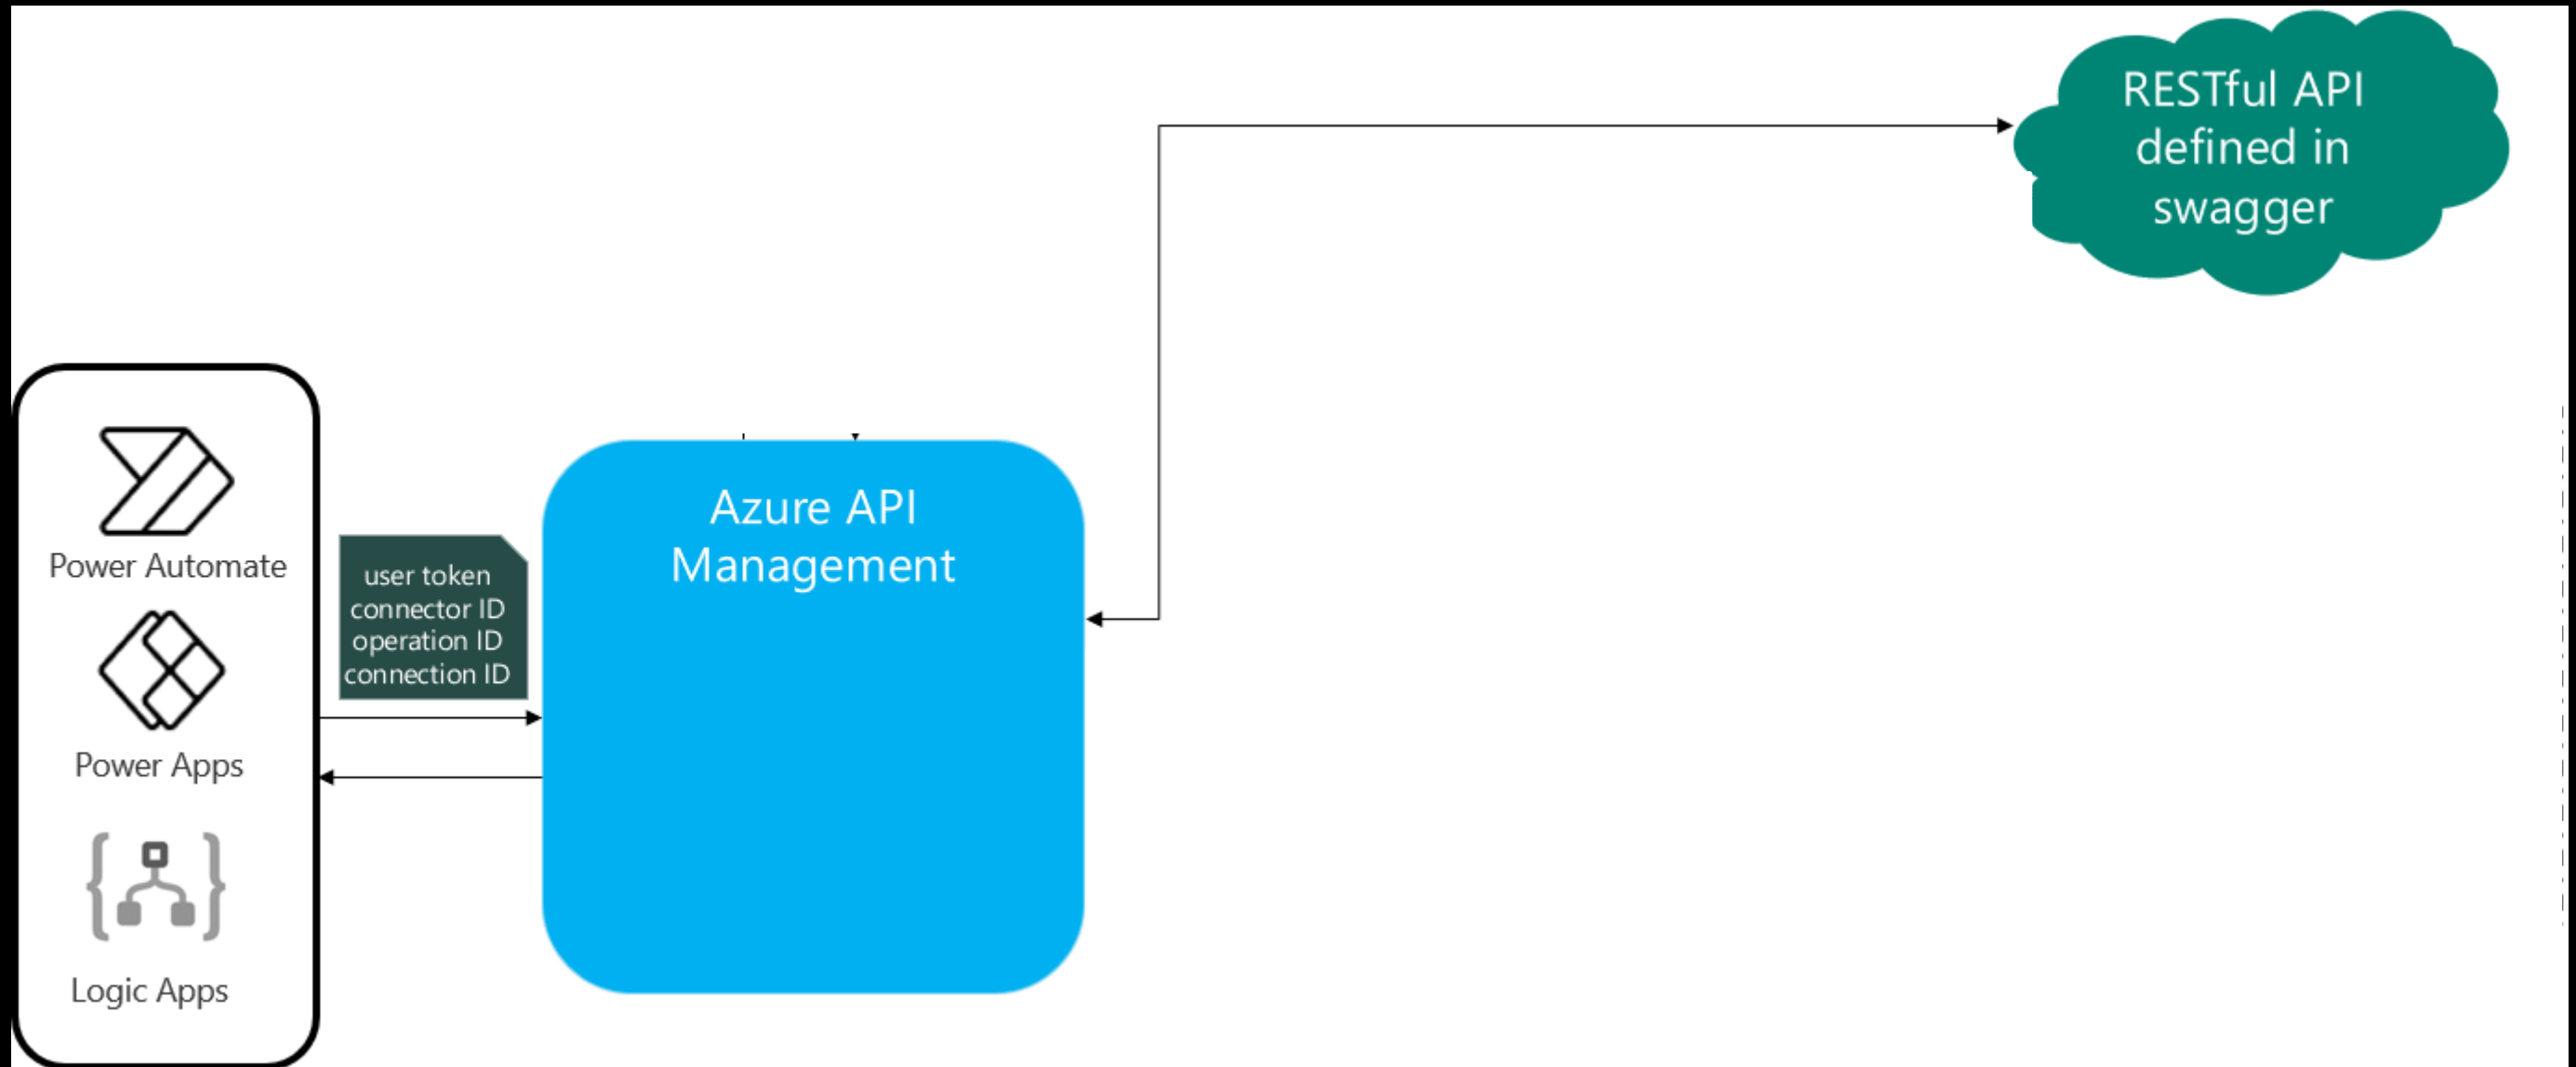 RESTful API
defined in
swagger
Power Automate
Power Apps
Logic Apps
user token
connector ID
operation ID
connection ID
Azure API
Management